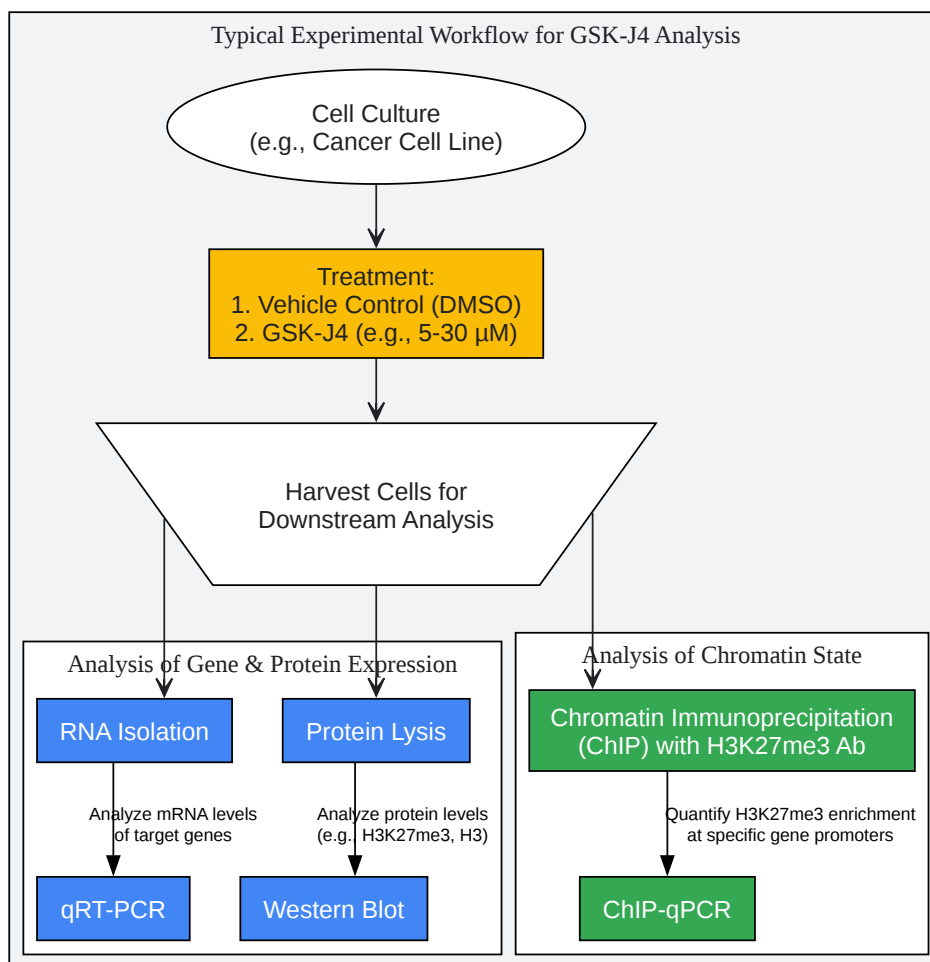 Typical Experimental Workflow for GSK-J4 Analysis
Cell Culture
(e.g., Cancer Cell Line)
Treatment:
1. Vehicle Control (DMSO)
2. GSK-J4 (e.g., 5-30 µM)
Harvest Cells for
Downstream Analysis
Analysis of Gene & Protein Expression
RNA Isolation
Protein Lysis
Analyze mRNA levels
of target genes
Analyze protein levels
(e.g., H3K27me3, H3)
qRT-PCR
Western Blot
Analysis of Chromatin State
Chromatin Immunoprecipitation
(ChIP) with H3K27me3 Ab
Quantify H3K27me3 enrichment
at specific gene promoters
ChIP-qPCR